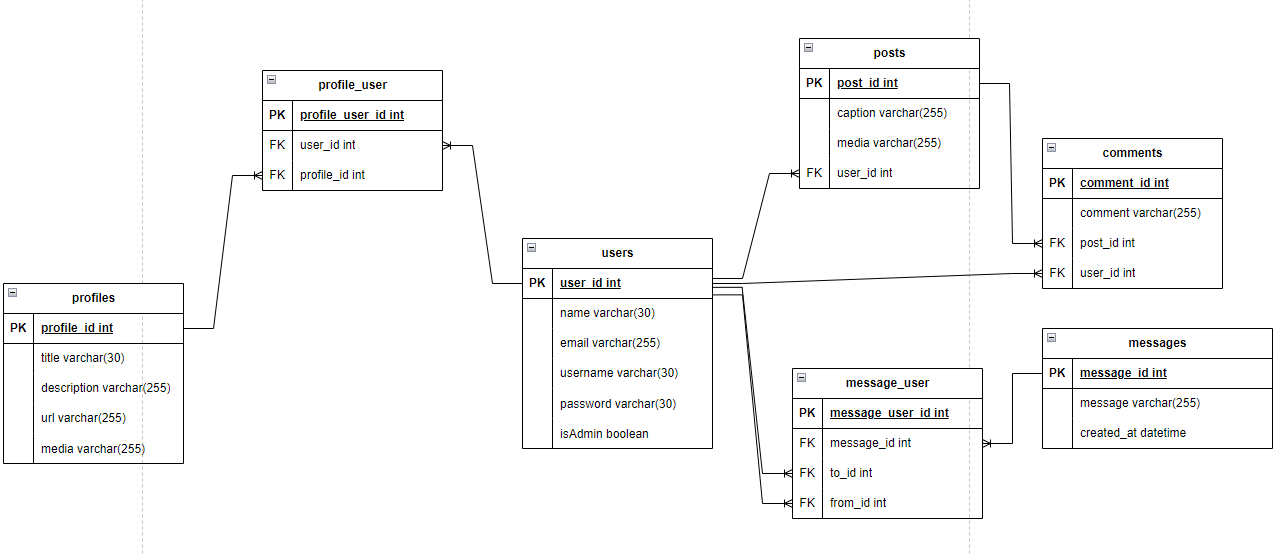 profile_user
PK profile_user_id int
FK user_id int
FK profile_id int
profiles
PK profile_id int
title varchar(30)
description varchar(255)
url varchar(255)
media varchar(255)
users
PK user_id int
name varchar(30)
email varchar(255)
username varchar(30)
password varchar(30)
isAdmin boolean
posts
PK post_id int
caption varchar(255)
media varchar(255)
FK user_id int
comments
PK comment_id int
comment varchar(255)
FK post_id int
FK user_id int
message_user
PK message_user_id int
FK message_id int
FK to_id int
FK from_id int
messages
PK message_id int
message varchar(255)
created_at datetime